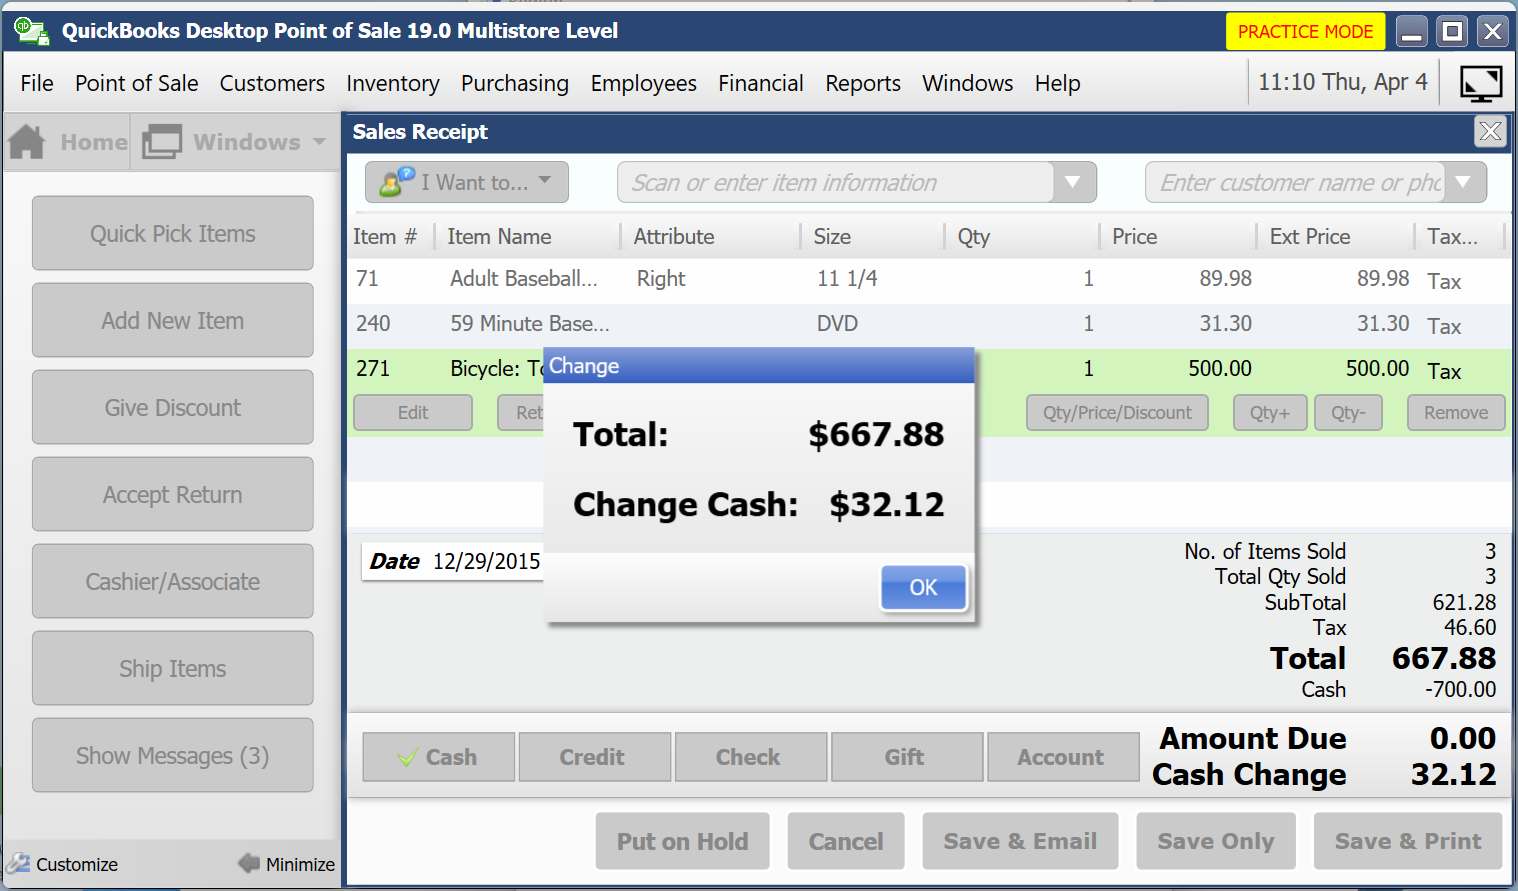 QuickBooks Desktop Point of Sale 19.0 Multistore Level PRACTICE MODE
File Point of Sale Customers Inventory Purchasing Employees Financial Reports Windows Help 11:10 Thu, Apr 4
Home Windows
Sales Receipt
I Want to... Scan or enter item information Enter customer name or phc
Quick Pick Items
Add New Item
Give Discount
Accept Return
Cashier/Associate
Ship Items
Show Messages (3)
Customize Minimize
Item # Item Name Attribute Size Qty Price Ext Price Tax...
71 Adult Baseball... Right 11 1/4 1 89.98 89.98 Tax
240 59 Minute Base... DVD 1 31.30 31.30 Tax
271 Bicycle: To 1 500.00 500.00 Tax
Edit Ret Qty/Price/Discount Qty+ Qty- Remove
Change
Total: $667.88
Change Cash: $32.12
OK
Date 12/29/2015
No. of Items Sold 3
Total Qty Sold 3
SubTotal 621.28
Tax 46.60
Total 667.88
Cash -700.00
Cash Credit Check Gift Account
Amount Due 0.00
Cash Change 32.12
Put on Hold Cancel Save & Email Save Only Save & Print